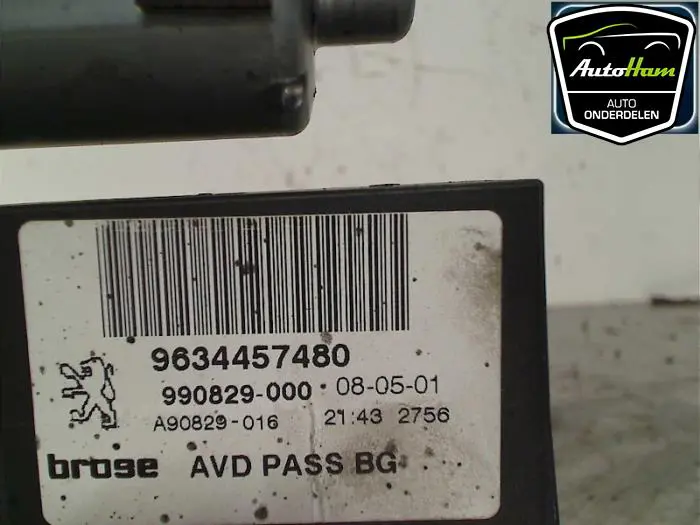 AutoHam
AUTO
ONDERDELEN
9634457480
990829-000 08-05-01
A90829-016 21:43 2756
brose AVD PASS BG